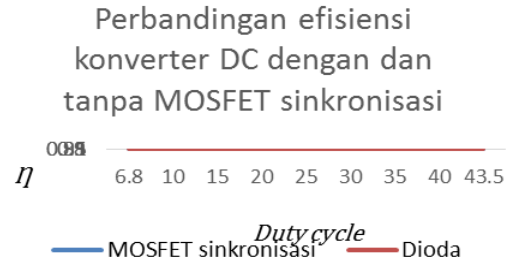 Perbandingan efisiensi
konverter DC dengan dan
tanpa MOSFET sinkronisasi
η
6.8 10 15 20 25 30 35 40 43.5
Duty cycle
MOSFET sinkronisasi Dioda